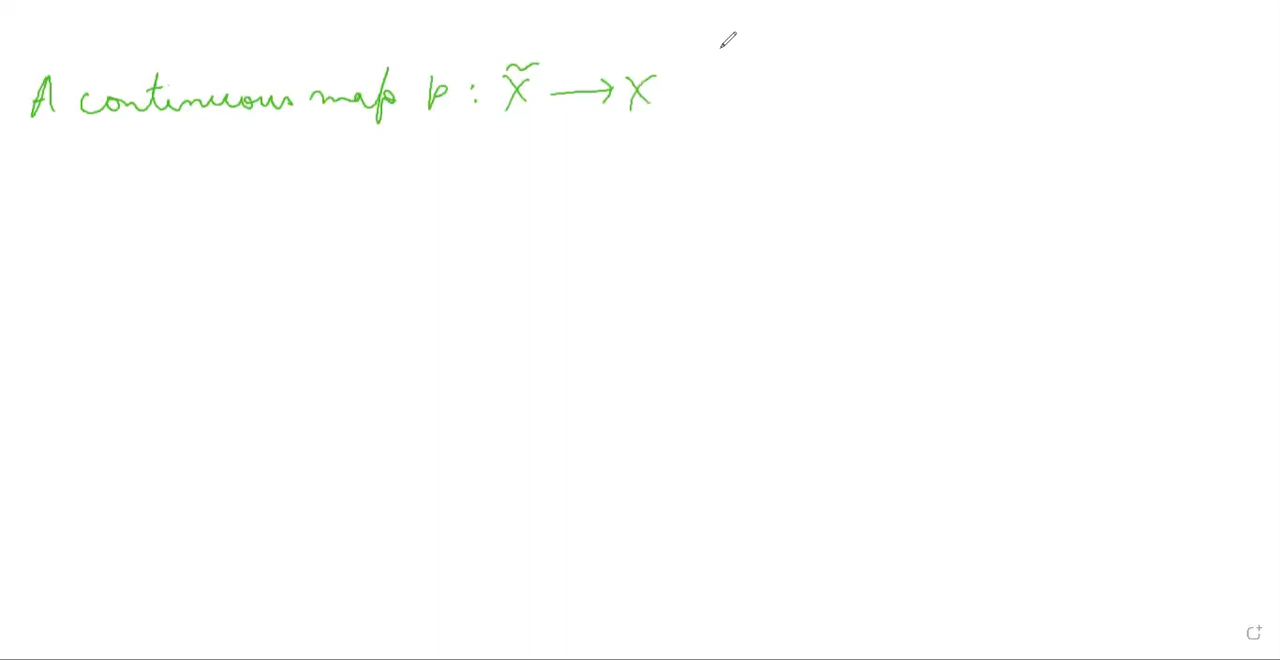 A continuous map p : X̃ → X